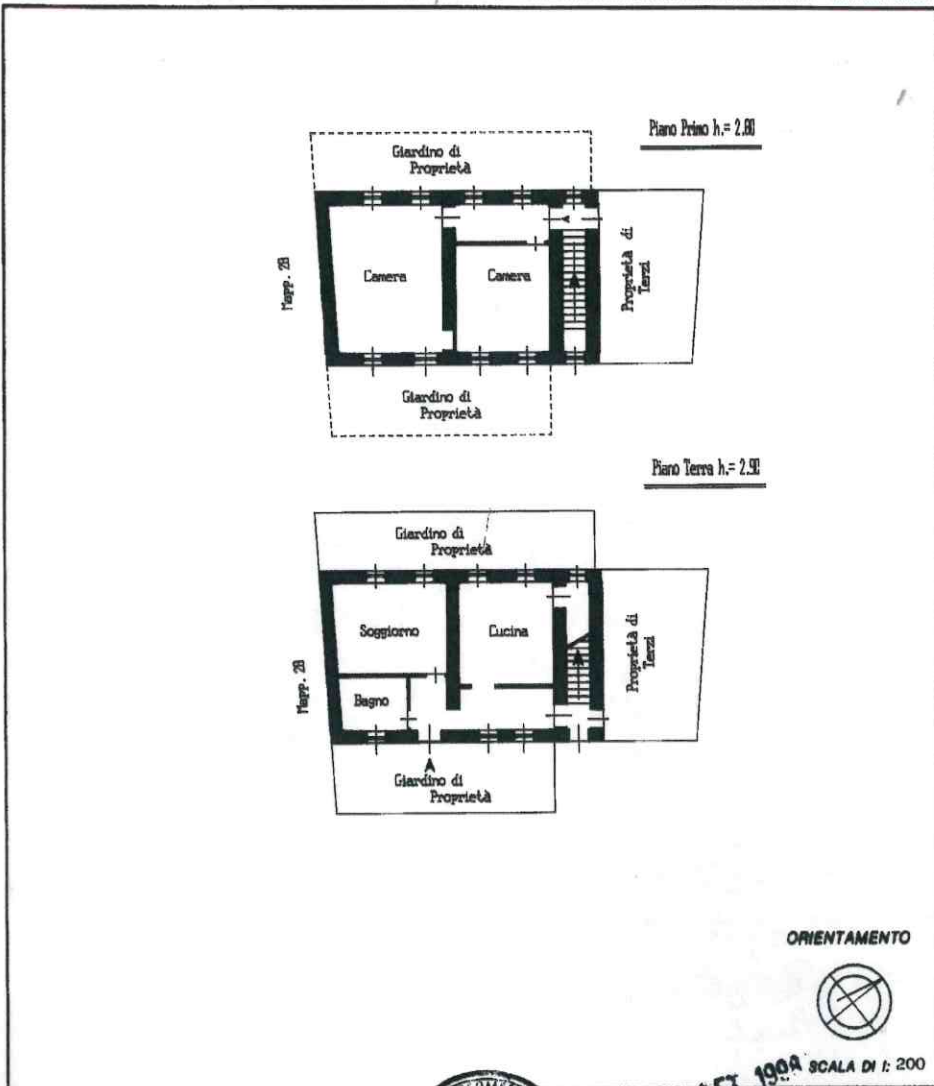 Piano Primo h.= 2.80
Giardino di
Proprietà
Mapp. 28
Camera
Camera
Proprietà di
Terzi
Giardino di
Proprietà
Piano Terra h.= 2.90
Giardino di
Proprietà
Mapp. 28
Soggiorno
Cucina
Bagno
Proprietà di
Terzi
Giardino di
Proprietà
ORIENTAMENTO
SCALA DI 1: 200